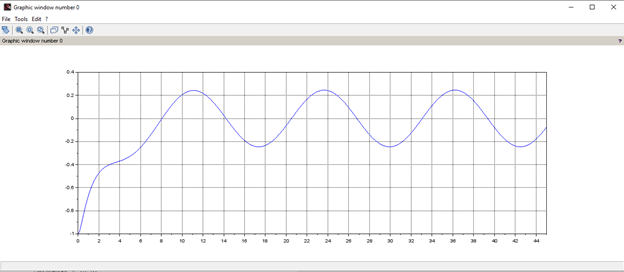 Graphic window number 0
File Tools Edit ?
Graphic window number 0 ?
0.4
0.2
0
-0.2
-0.4
-0.6
-0.8
-1
0 2 4 6 8 10 12 14 16 18 20 22 24 26 28 30 32 34 36 38 40 42 44